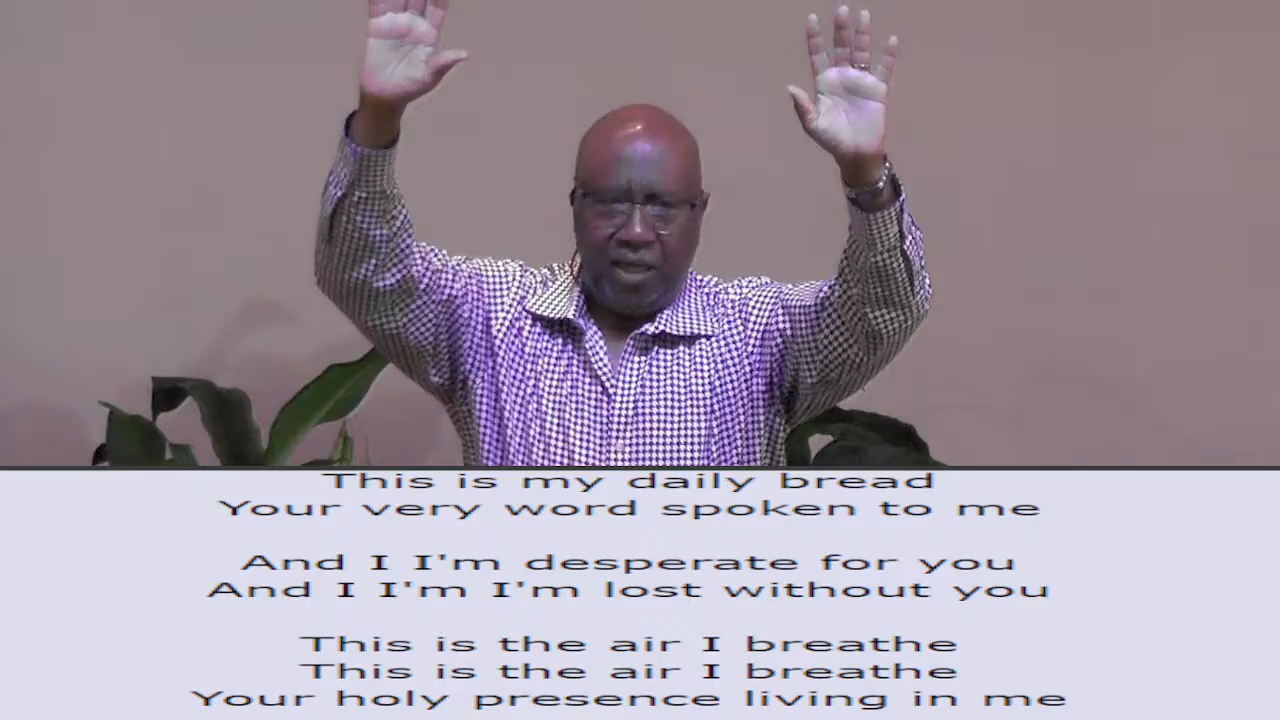 This is my daily bread
Your very word spoken to me
And I I'm desperate for you
And I I'm I'm lost without you
This is the air I breathe
This is the air I breathe
Your holy presence living in me